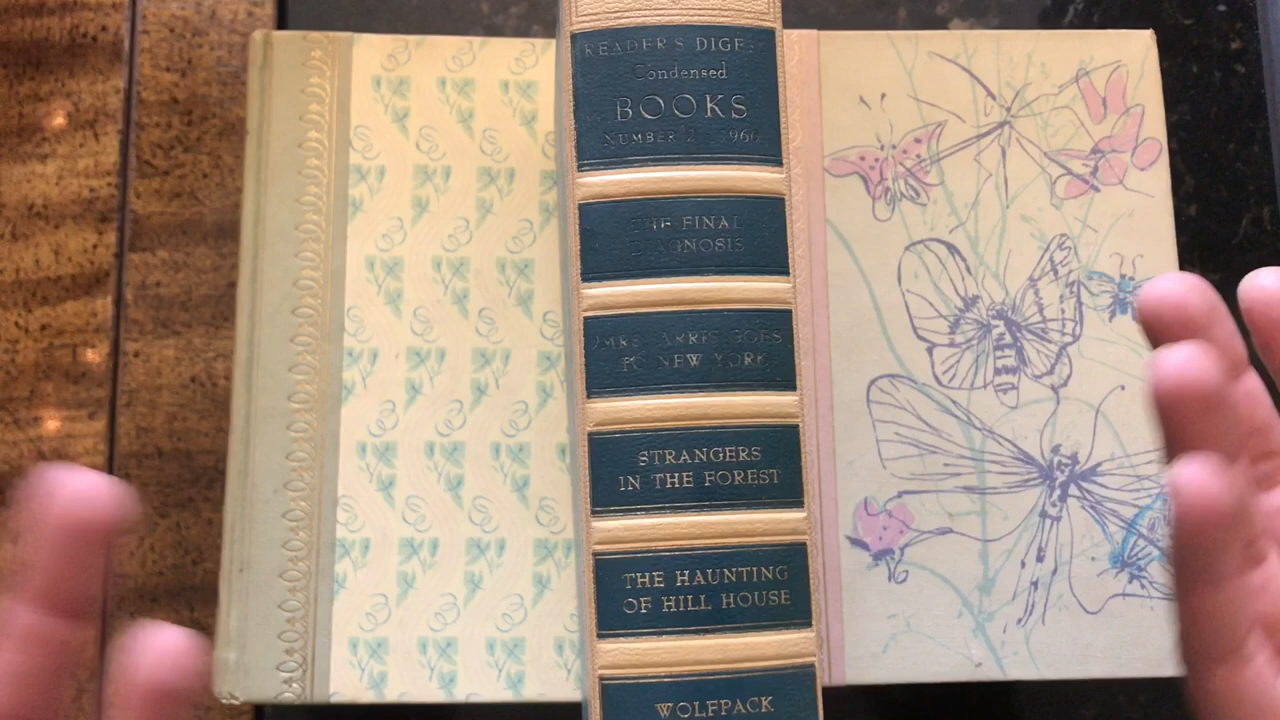 READER'S DIGEST
Condensed
BOOKS
NUMBER 2 · 1960
THE FINAL
DIAGNOSIS
MRS. 'ARRIS GOES
TO NEW YORK
STRANGERS
IN THE FOREST
THE HAUNTING
OF HILL HOUSE
WOLFPACK